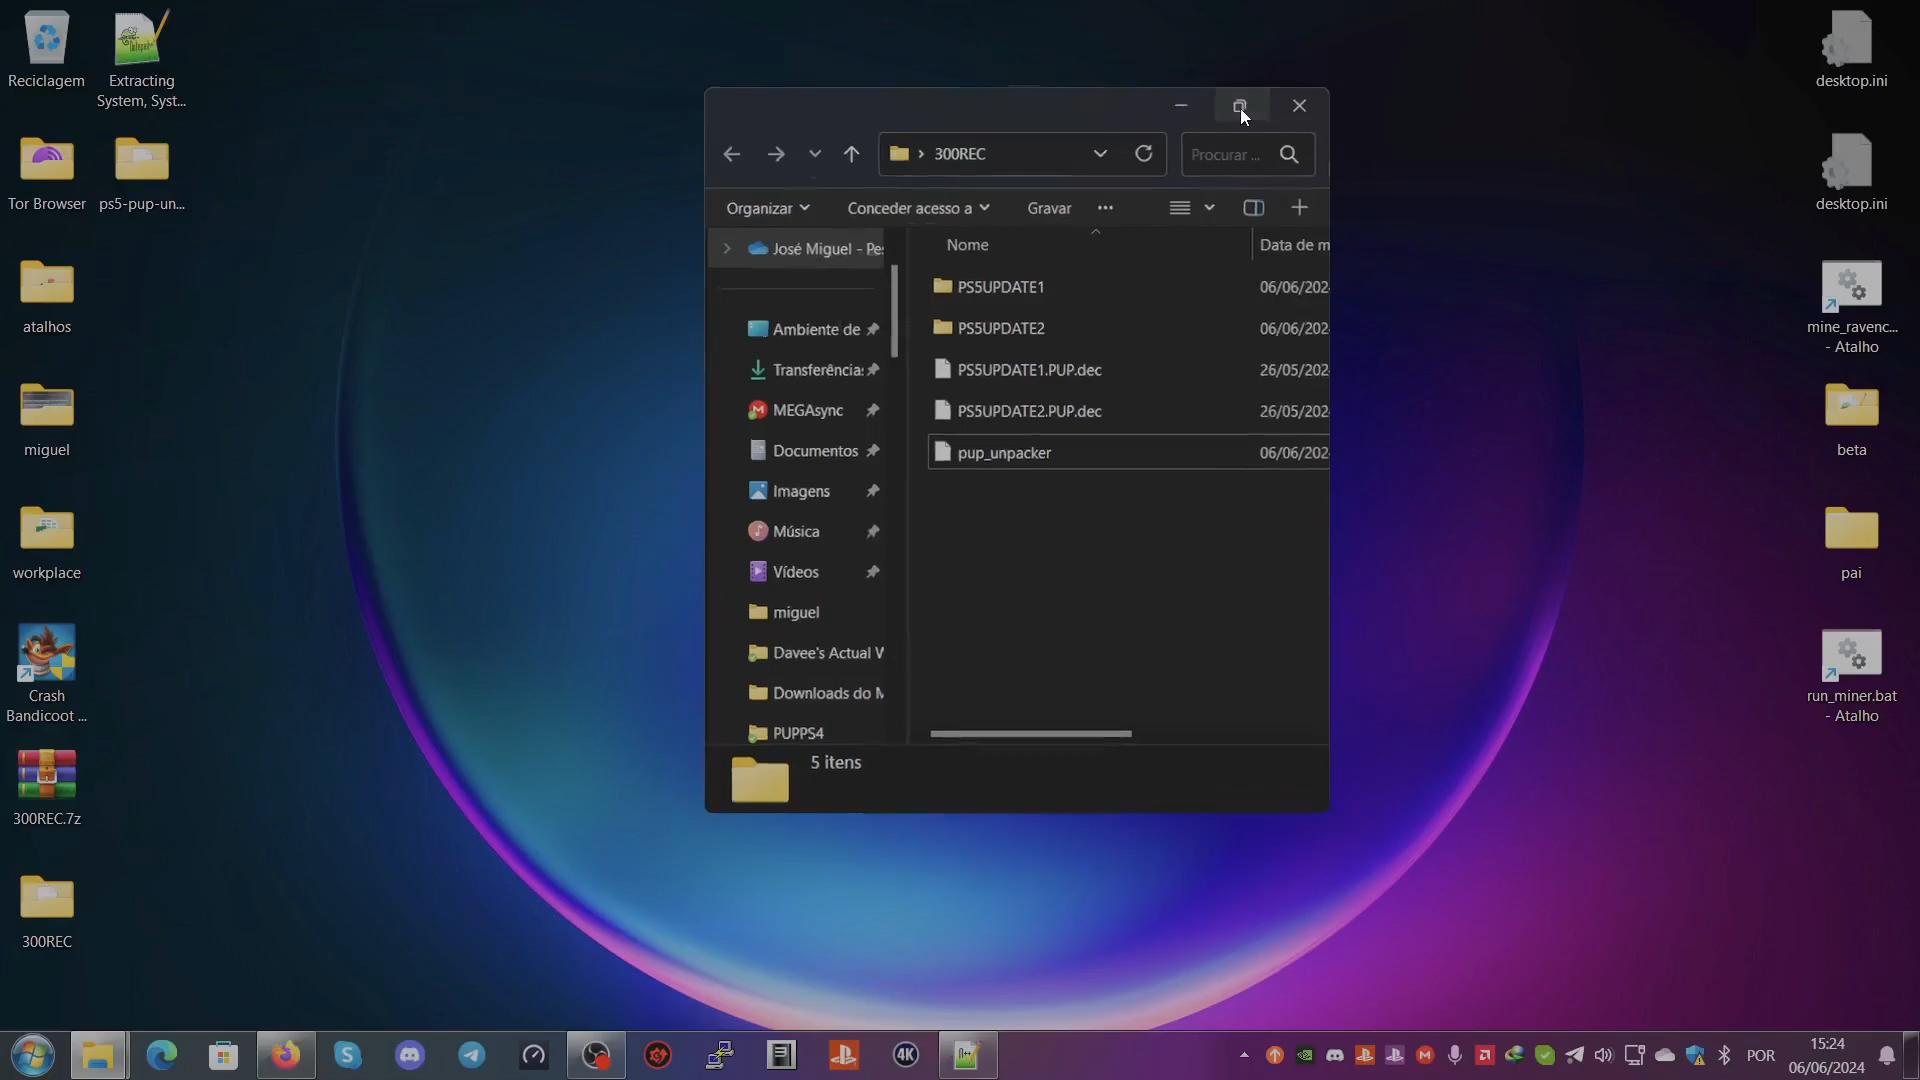 Reciclagem
Extracting
System, Syst...
Tor Browser
ps5-pup-un...
atalhos
miguel
workplace
Crash
Bandicoot ...
300REC.7z
300REC
300REC
Procurar ...
Organizar
Conceder acesso a
Gravar
José Miguel - Pes
Ambiente de
Transferências
MEGAsync
Documentos
Imagens
Música
Vídeos
miguel
Davee's Actual W
Downloads do M
PUPPS4
Nome
Data de m
PS5UPDATE1
06/06/202
PS5UPDATE2
06/06/202
PS5UPDATE1.PUP.dec
26/05/202
PS5UPDATE2.PUP.dec
26/05/202
pup_unpacker
06/06/202
5 itens
desktop.ini
desktop.ini
mine_ravenc...
- Atalho
beta
pai
run_miner.bat
- Atalho
4K
POR
15:24
06/06/2024